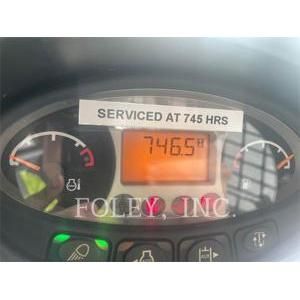 SERVICED AT 745 HRS
746.5
FOLEY, INC.